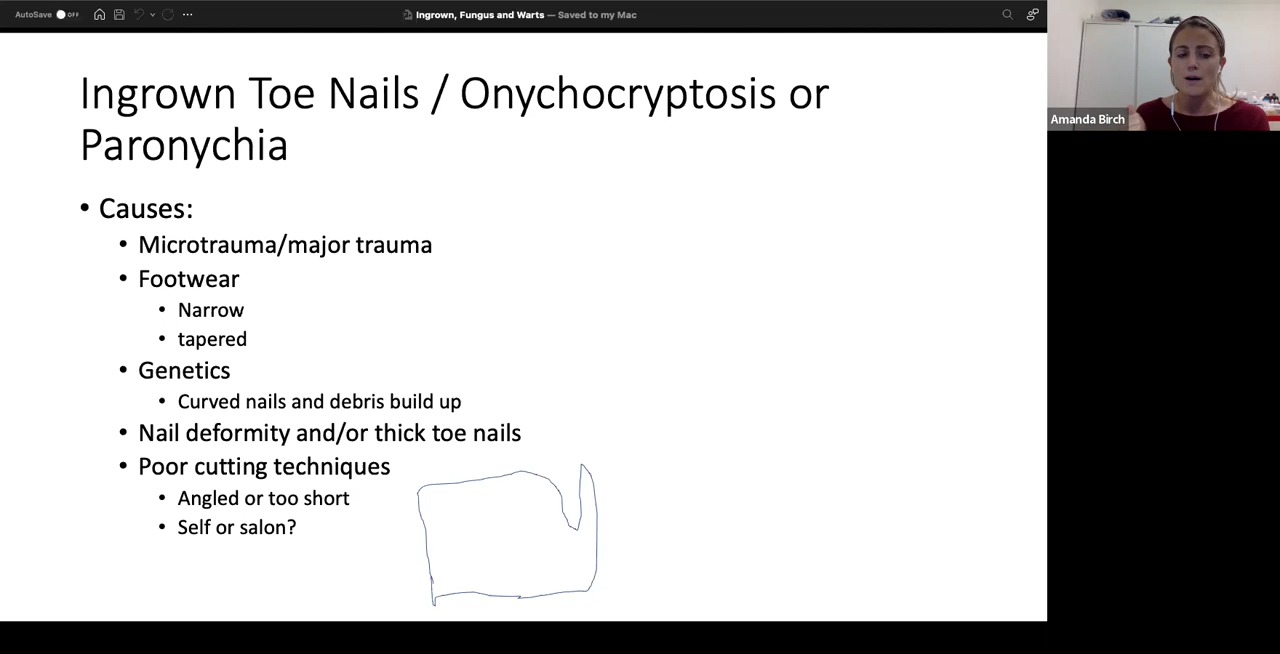 AutoSave OFF
Ingrown, Fungus and Warts — Saved to my Mac
Amanda Birch
Ingrown Toe Nails / Onychocryptosis or
Paronychia
• Causes:
• Microtrauma/major trauma
• Footwear
• Narrow
• tapered
• Genetics
• Curved nails and debris build up
• Nail deformity and/or thick toe nails
• Poor cutting techniques
• Angled or too short
• Self or salon?